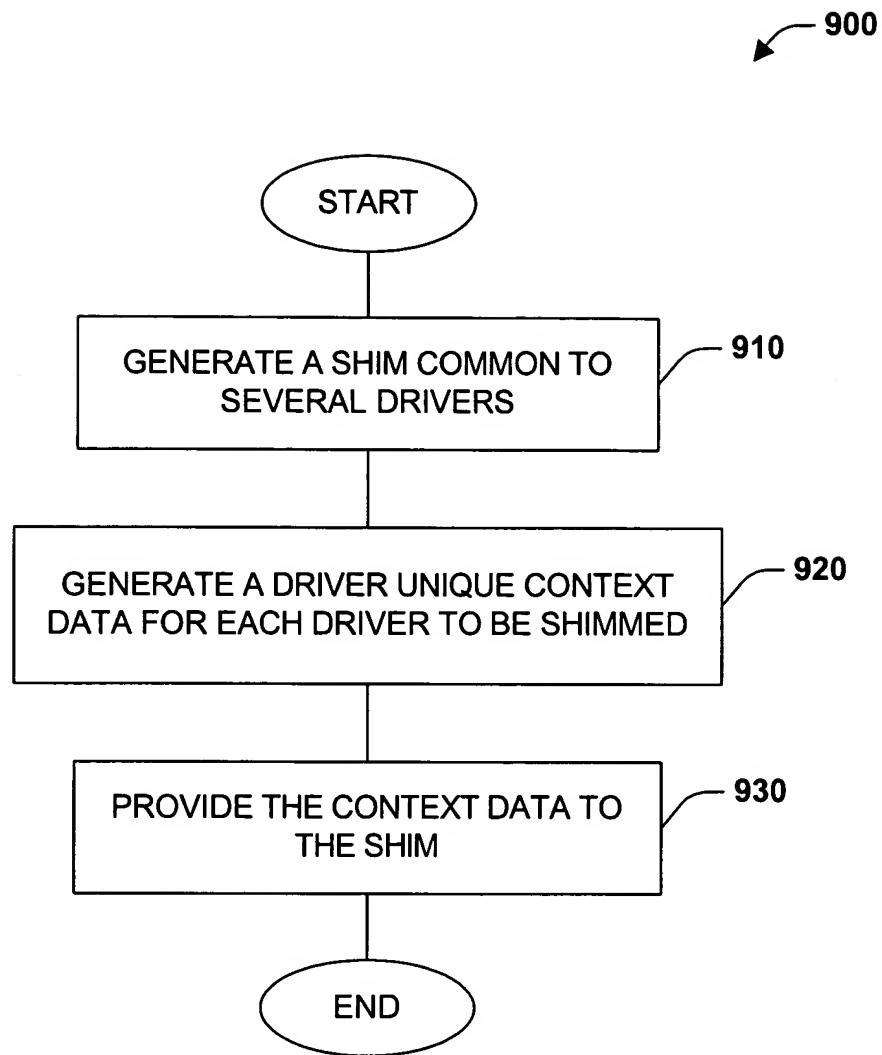 900
START
GENERATE A SHIM COMMON TO
SEVERAL DRIVERS
910
GENERATE A DRIVER UNIQUE CONTEXT
DATA FOR EACH DRIVER TO BE SHIMMED
920
PROVIDE THE CONTEXT DATA TO
THE SHIM
930
END